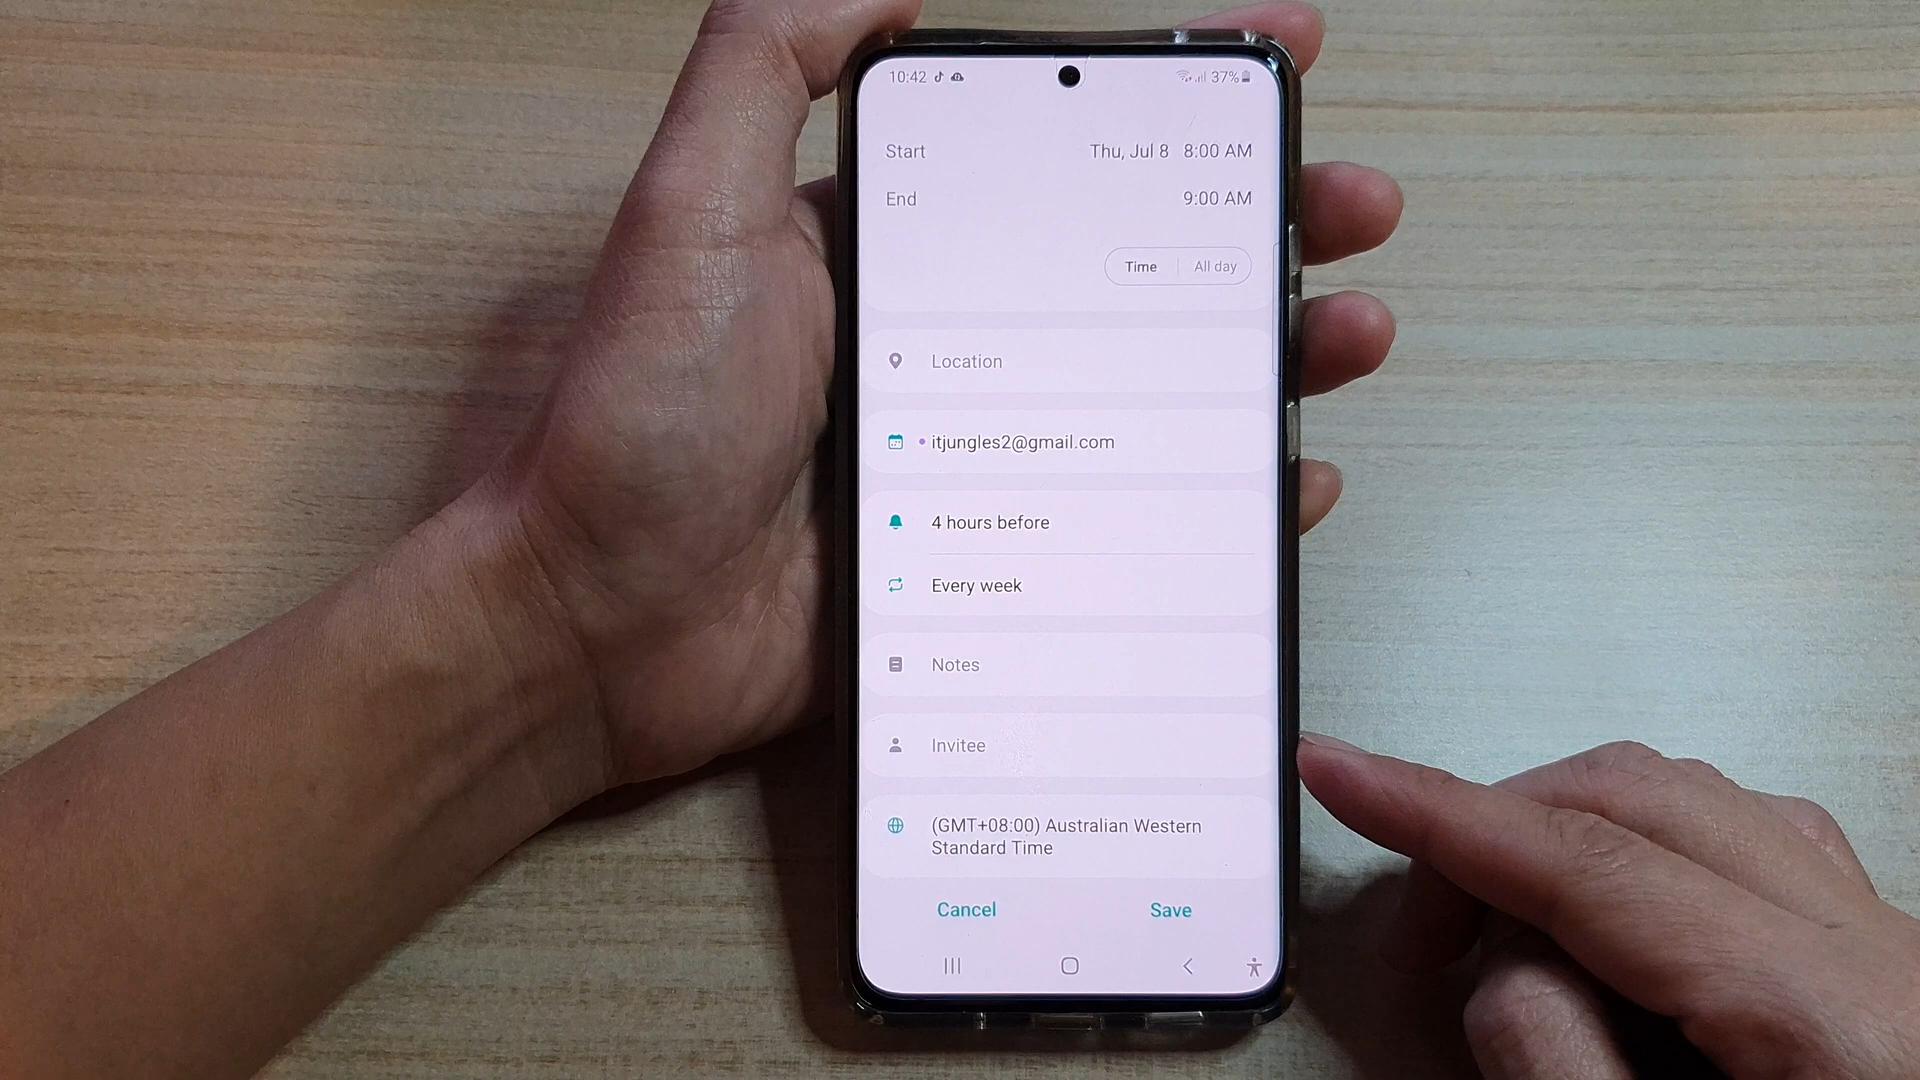 10:42 37%
Start Thu, Jul 8 8:00 AM
End 9:00 AM
Time All day
Location
itjungles2@gmail.com
4 hours before
Every week
Notes
Invitee
(GMT+08:00) Australian Western
Standard Time
Cancel Save